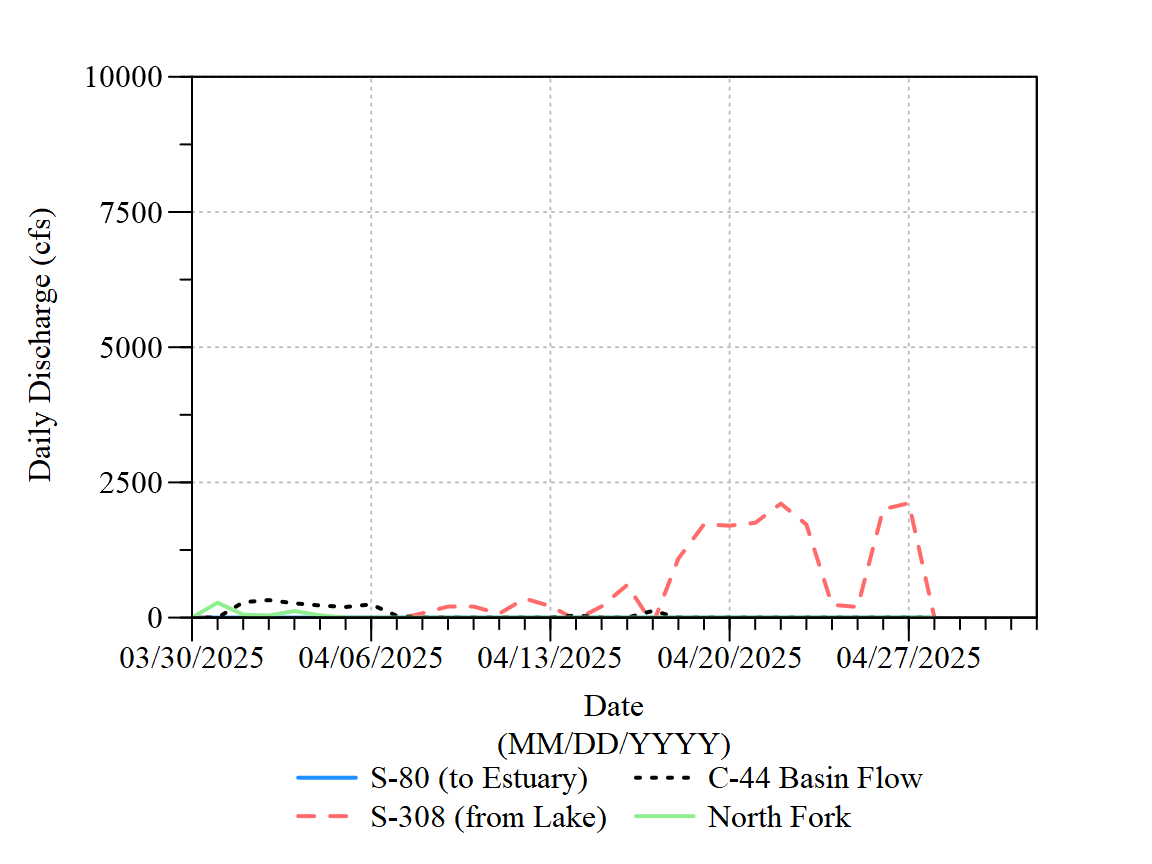 10000
7500
5000
2500
0
Daily Discharge (cfs)
03/30/2025 04/06/2025 04/13/2025 04/20/2025 04/27/2025
Date
(MM/DD/YYYY)
S-80 (to Estuary) C-44 Basin Flow
S-308 (from Lake) North Fork